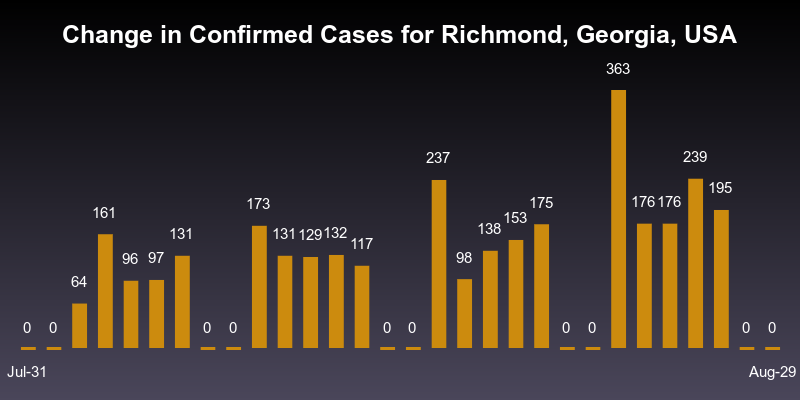 Change in Confirmed Cases for Richmond, Georgia, USA
0 0 64 161 96 97 131 0 0 173 131 129 132 117 0 0 237 98 138 153 175 0 0 363 176 176 239 195 0 0
Jul-31 Aug-29